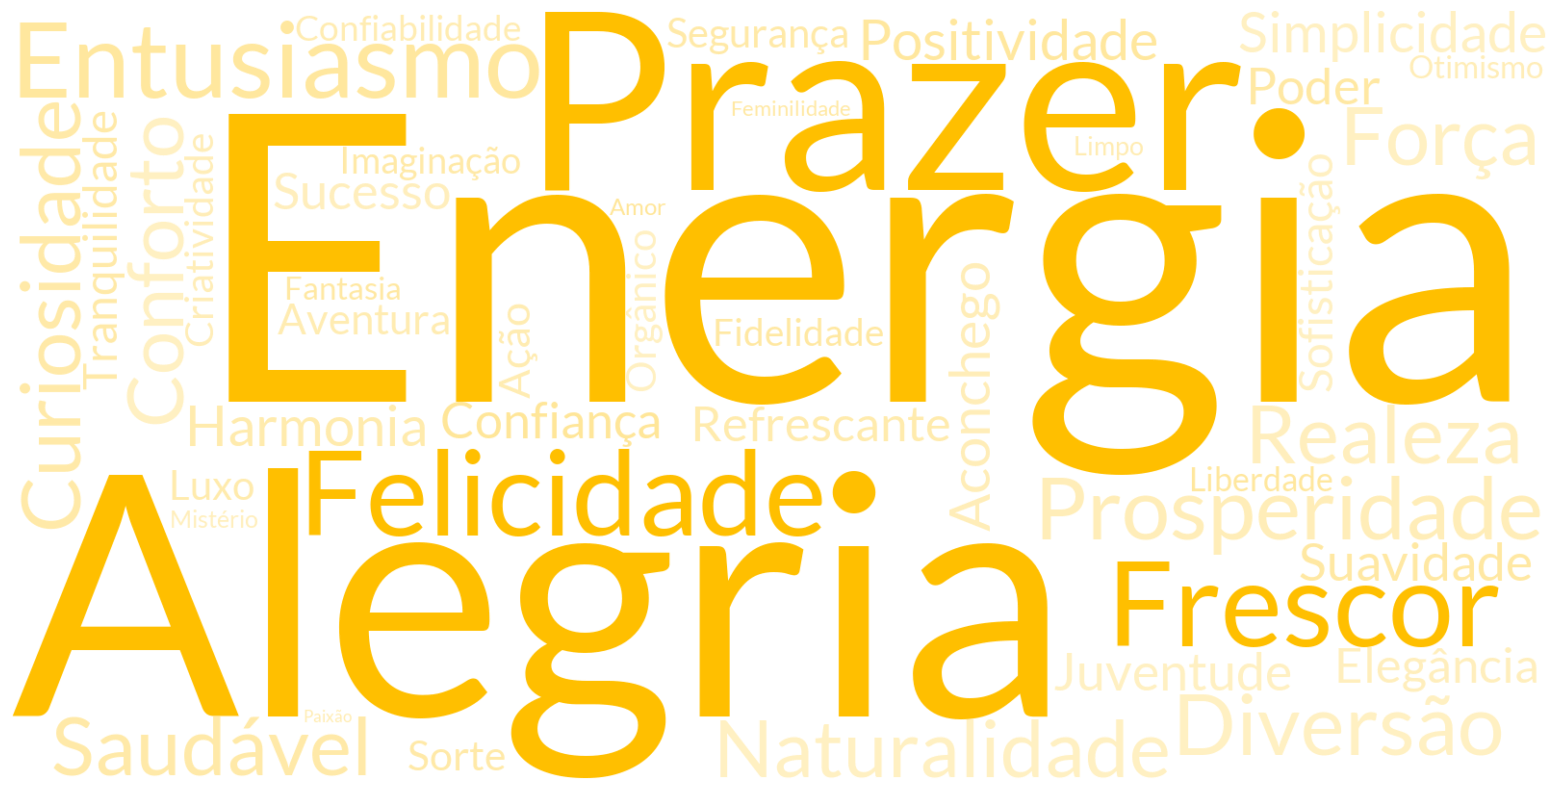 Entusiasmo
Confiabilidade
Prazer
Segurança
Positividade
Simplicidade
Otimismo
Poder
Força
Feminilidade
Limpo
Curiosidade
Tranquilidade
Conforto
Criatividade
Energia
Imaginação
Sucesso
Amor
Fantasia
Aventura
Ação
Orgânico
Fidelidade
Aconchego
Sofisticação
Harmonia
Confiança
Refrescante
Realeza
Luxo
Mistério
Felicidade
Liberdade
Prosperidade
Alegria
Suavidade
Frescor
Juventude
Elegância
Saudável
Paixão
Sorte
Naturalidade
Diversão